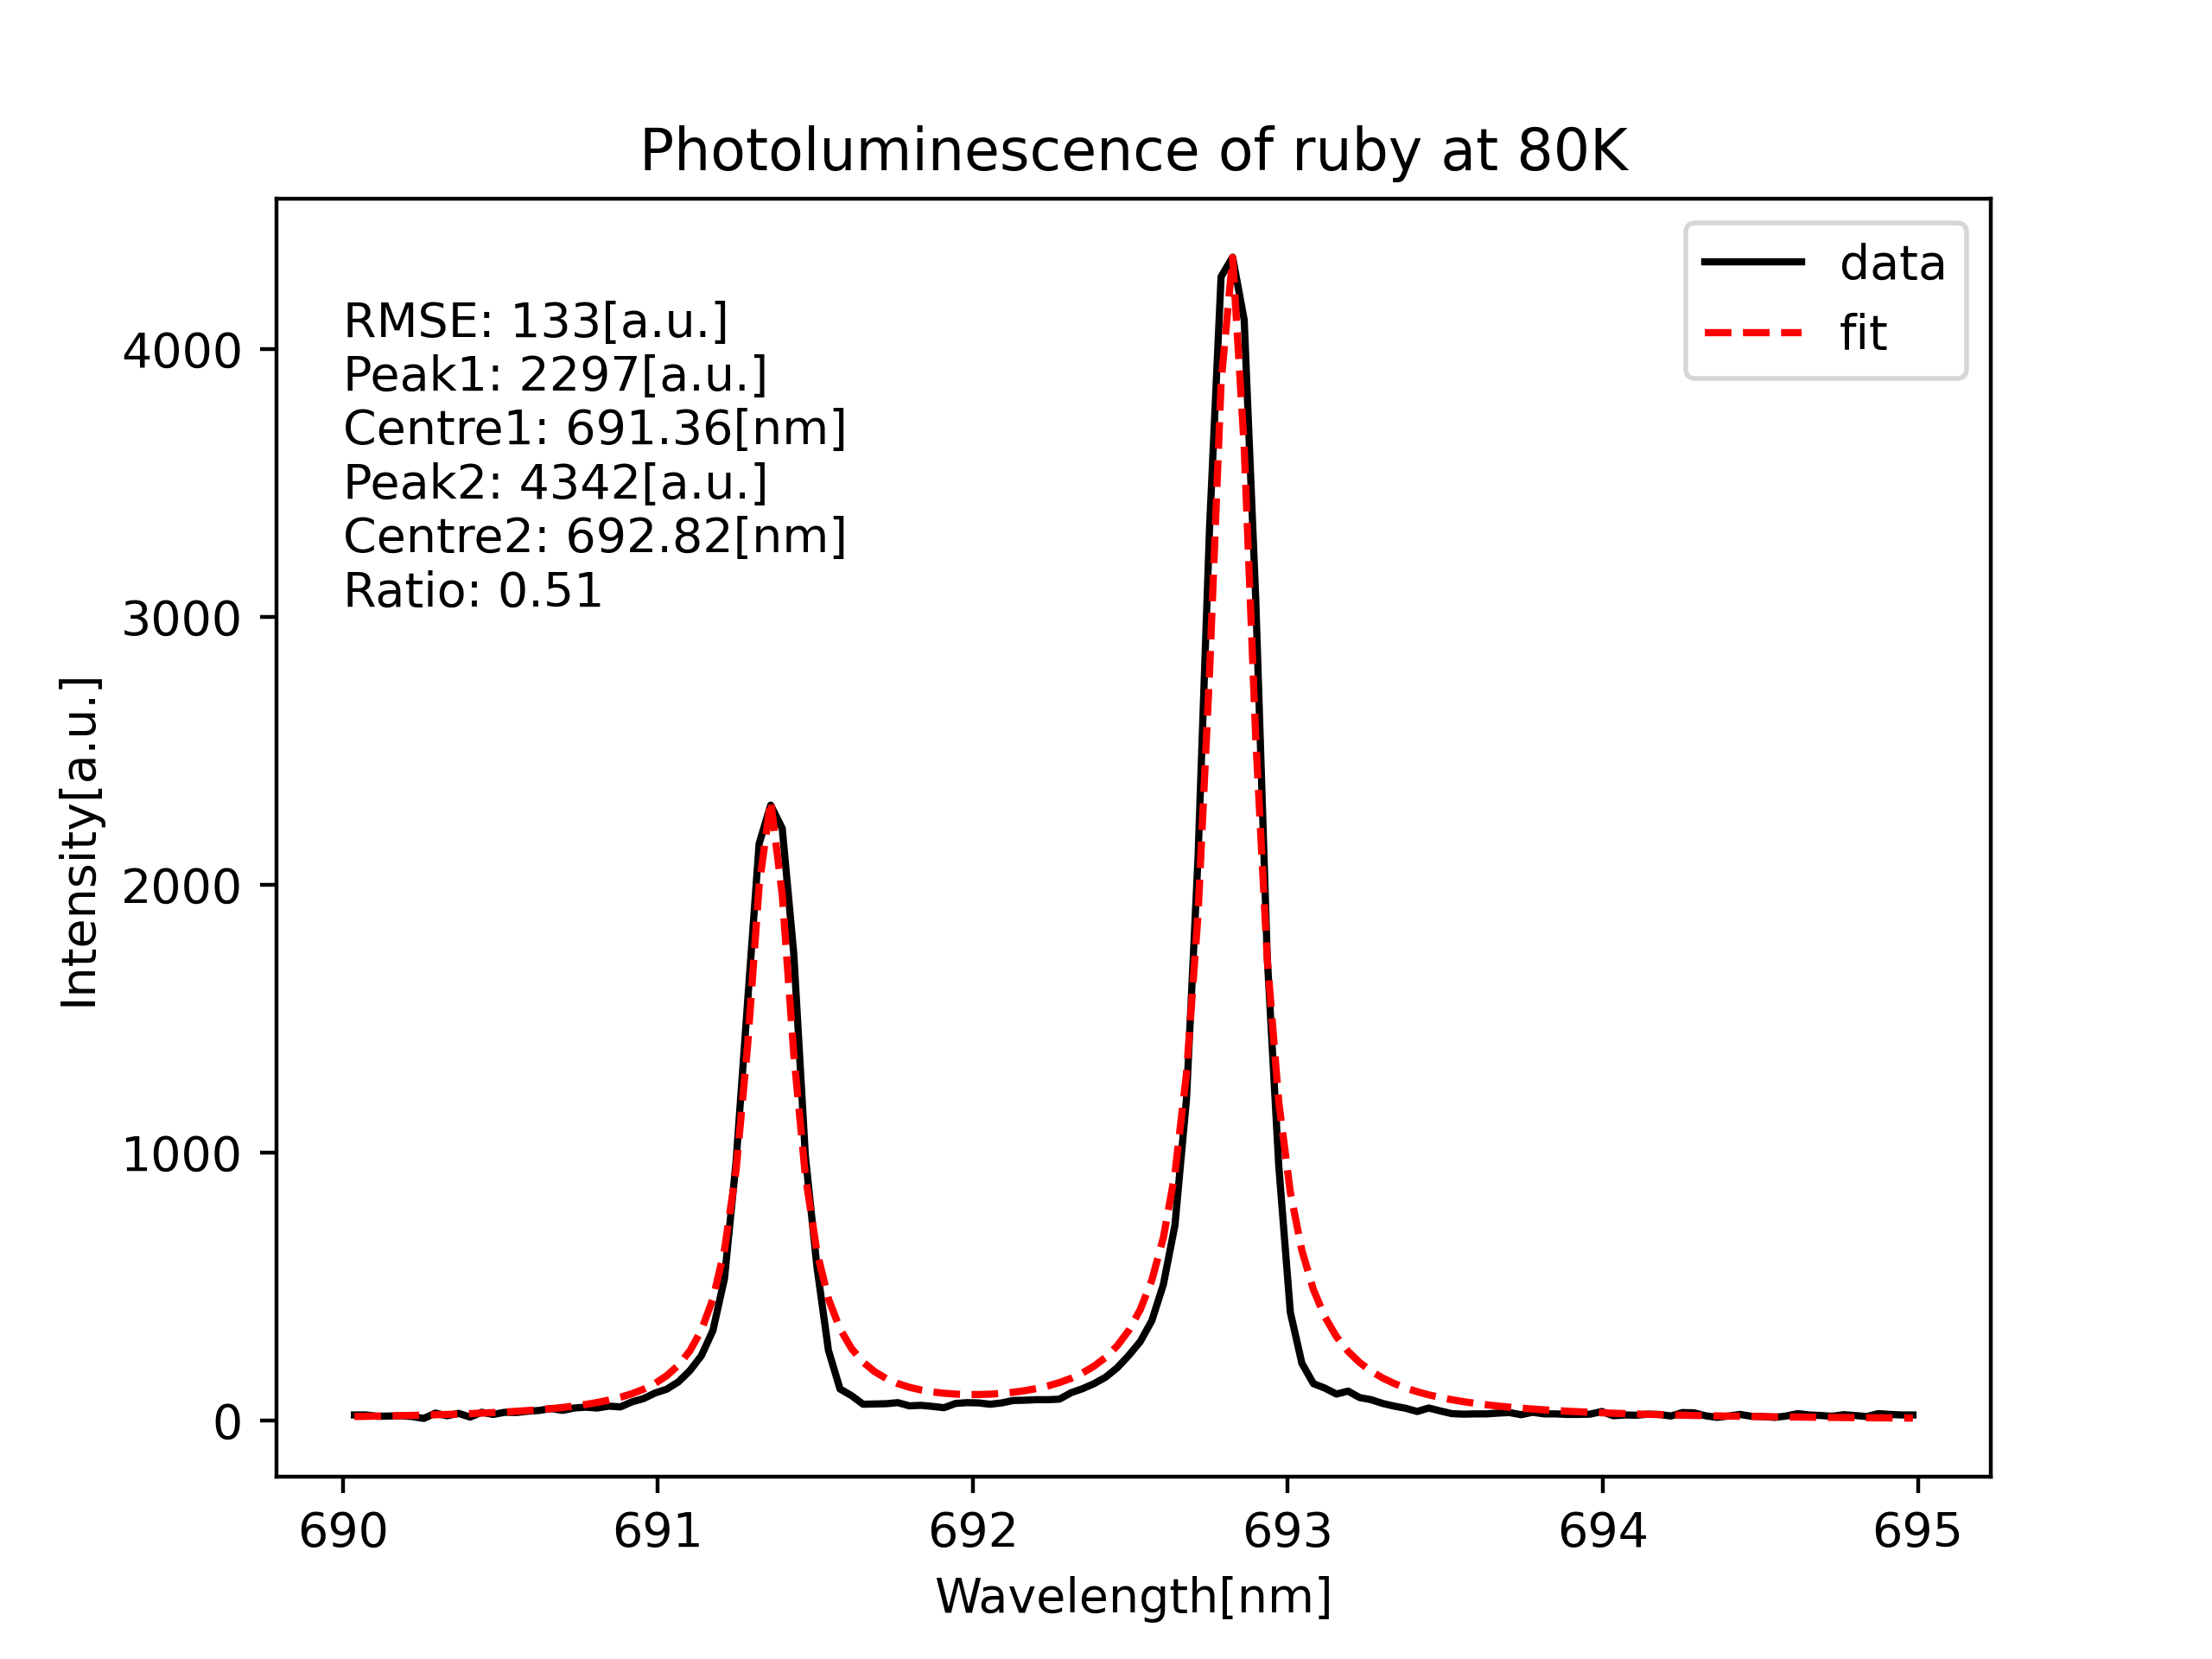 Photoluminescence of ruby at 80K
data
fit
RMSE: 133[a.u.]
Peak1: 2297[a.u.]
Centre1: 691.36[nm]
Peak2: 4342[a.u.]
Centre2: 692.82[nm]
Ratio: 0.51
4000
3000
2000
1000
0
Intensity[a.u.]
690 691 692 693 694 695
Wavelength[nm]